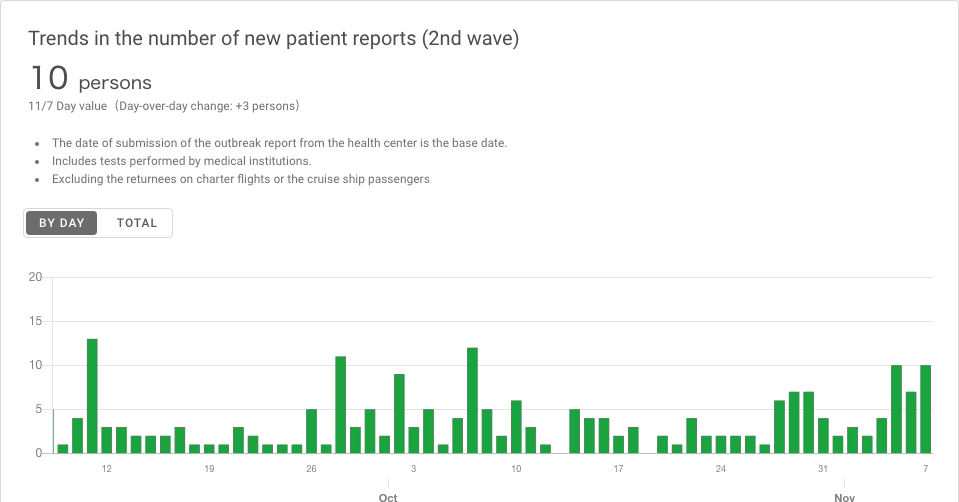 Trends in the number of new patient reports (2nd wave)
10 persons
11/7 Day value（Day-over-day change: +3 persons）
• The date of submission of the outbreak report from the health center is the base date.
• Includes tests performed by medical institutions.
• Excluding the returnees on charter flights or the cruise ship passengers
BY DAY TOTAL
20
15
10
5
0
12 19 26 3 10 17 24 31 7
Oct Nov